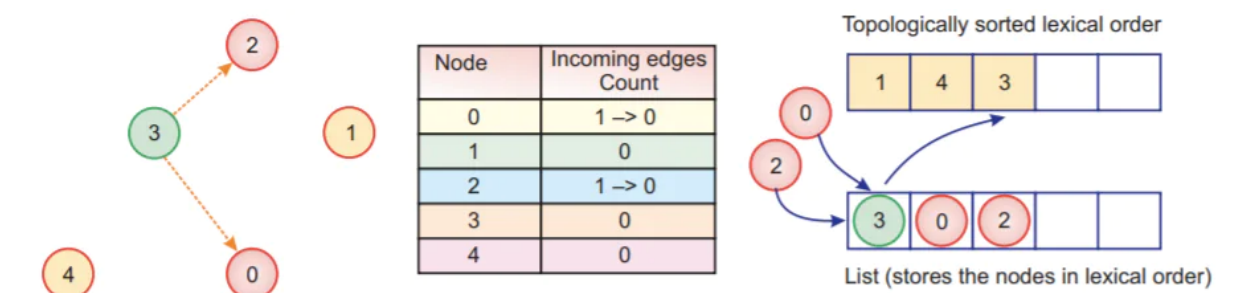 2
3
1
4
0
Node Incoming edges Count
0 1 –> 0
1 0
2 1 –> 0
3 0
4 0
Topologically sorted lexical order
1 4 3
0
2
3 0 2
List (stores the nodes in lexical order)